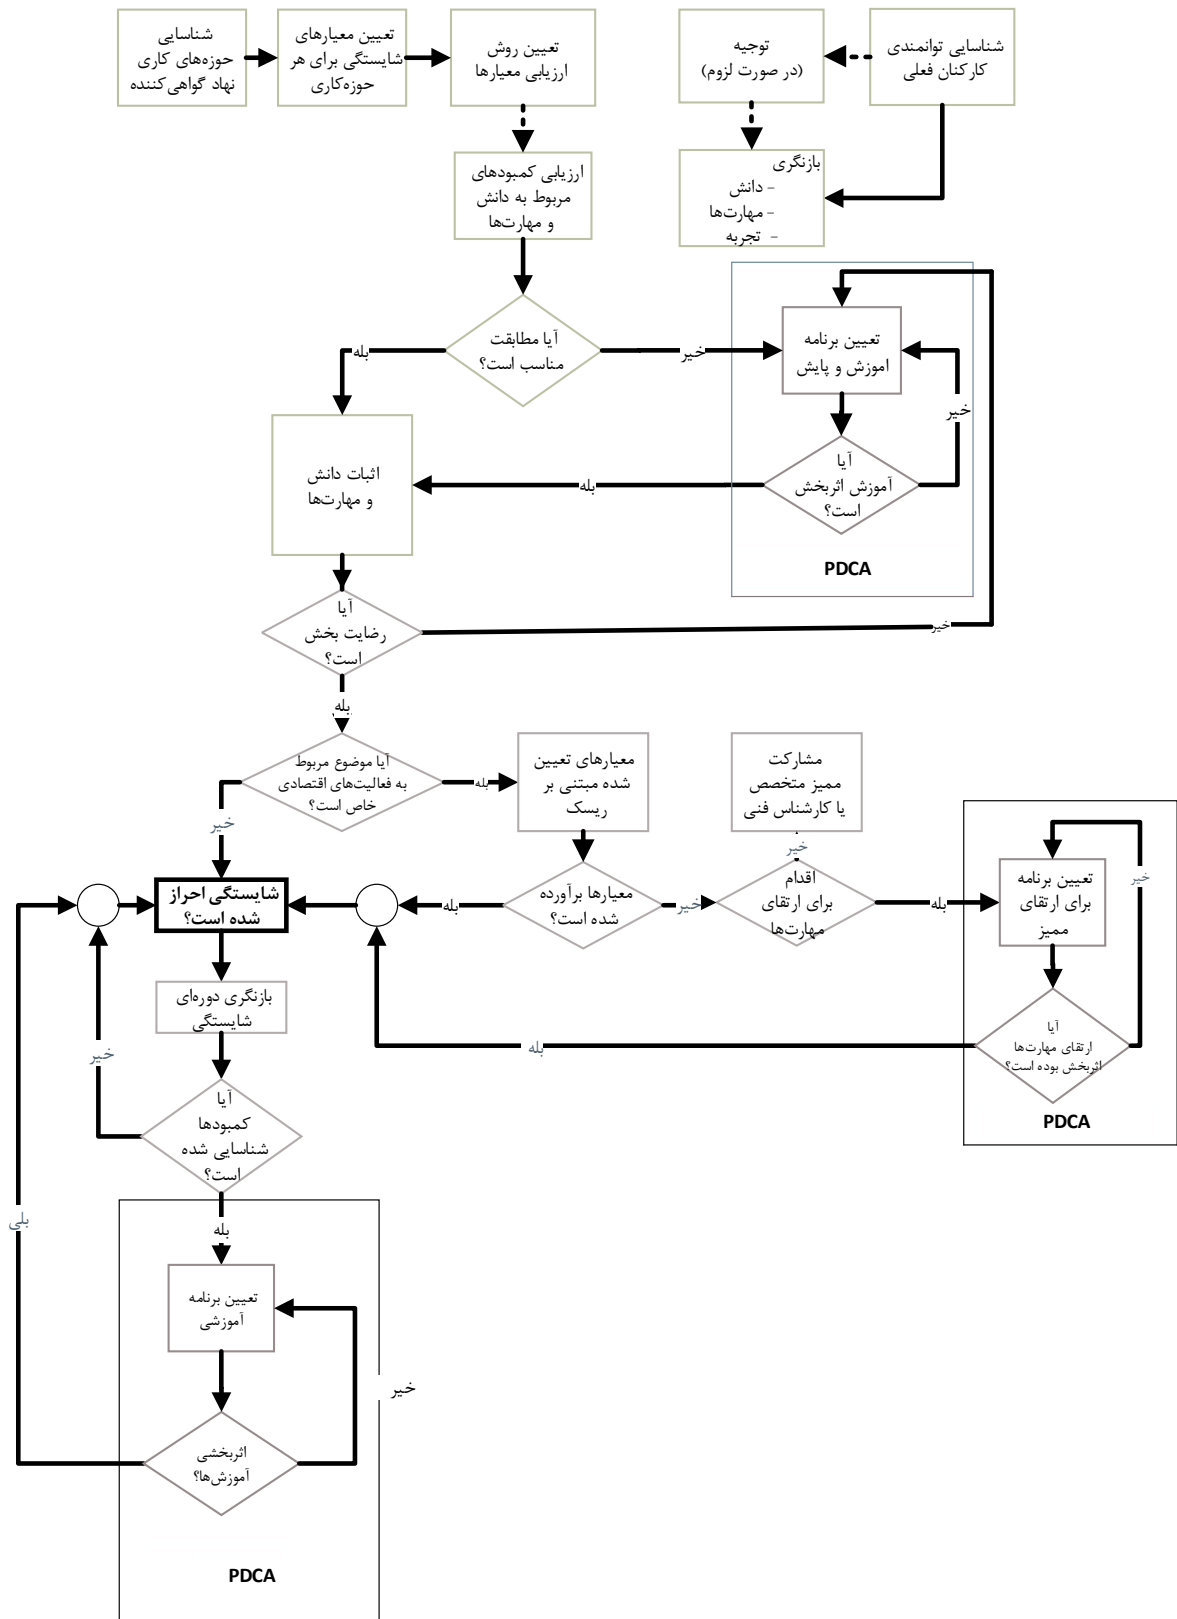 شناسایی
حوزه‌های کاری
نهاد گواهی‌کننده
تعیین معیارهای
شایستگی برای هر
حوزه‌کاری
تعیین روش
ارزیابی معیارها
توجیه
(در صورت لزوم)
شناسایی توانمندی
کارکنان فعلی
ارزیابی کمبودهای
مربوط به دانش
و مهارت‌ها
بازنگری
- دانش
- مهارت‌ها
- تجربه
آیا مطابقت
مناسب است؟
بله
خیر
تعیین برنامه
اموزش و پایش
خیر
اثبات دانش
و مهارت‌ها
بله
آیا
آموزش اثربخش
است؟
PDCA
آیا
رضایت بخش
است؟
خیر
بله
آیا موضوع مربوط
به فعالیت‌های اقتصادی
خاص است؟
بله
خیر
معیارهای تعیین
شده مبتنی بر
ریسک
مشارکت
ممیز متخصص
یا کارشناس فنی
خیر
شایستگی احراز
شده است؟
بله
معیارها برآورده
شده است؟
خیر
اقدام
برای ارتقای
مهارت‌ها
بله
تعیین برنامه
برای ارتقای
ممیز
خیر
بازنگری دوره‌ای
شایستگی
خیر
بله
آیا
ارتقای مهارت‌ها
اثربخش بوده است؟
PDCA
آیا
کمبودها
شناسایی شده
است؟
بلی
بله
تعیین برنامه
آموزشی
خیر
اثربخشی
آموزش‌ها؟
PDCA